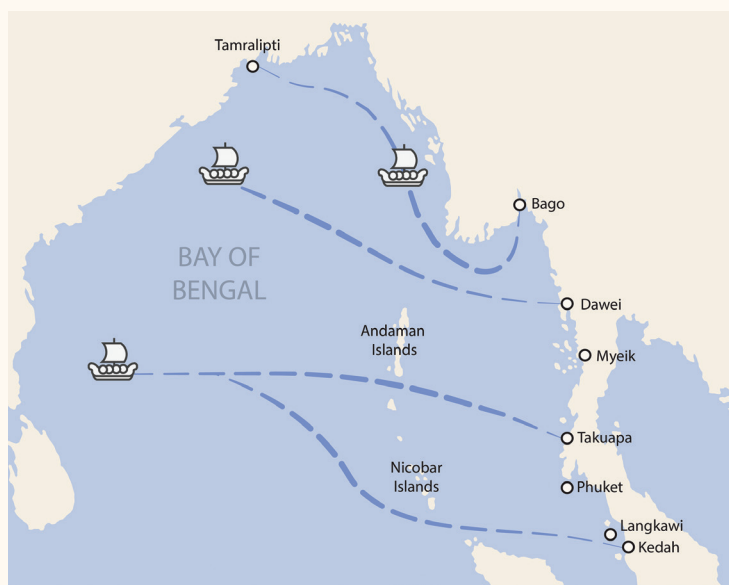 Tamralipti
Bago
BAY OF
BENGAL
Dawei
Andaman
Islands
Myeik
Takuapa
Nicobar
Islands
Phuket
Langkawi
Kedah